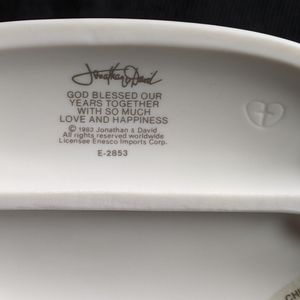 Jonathan & David
GOD BLESSED OUR
YEARS TOGETHER
WITH SO MUCH
LOVE AND HAPPINESS
© 1983 Jonathan & David
All rights reserved worldwide
Licensee Enesco Imports Corp.
E-2853